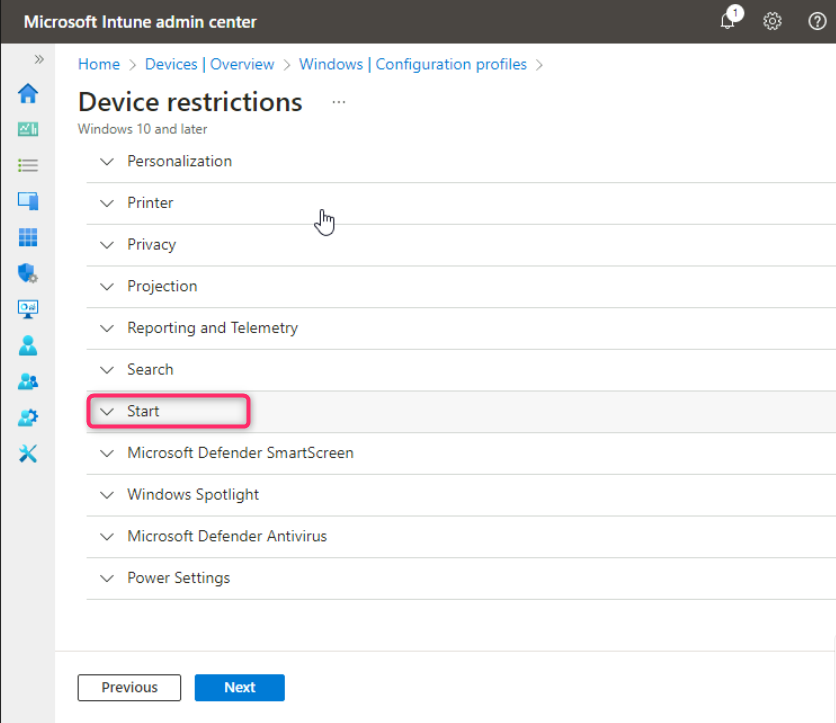 Microsoft Intune admin center
1
Home > Devices | Overview > Windows | Configuration profiles >
Device restrictions ...
Windows 10 and later
Personalization
Printer
Privacy
Projection
Reporting and Telemetry
Search
Start
Microsoft Defender SmartScreen
Windows Spotlight
Microsoft Defender Antivirus
Power Settings
Previous Next